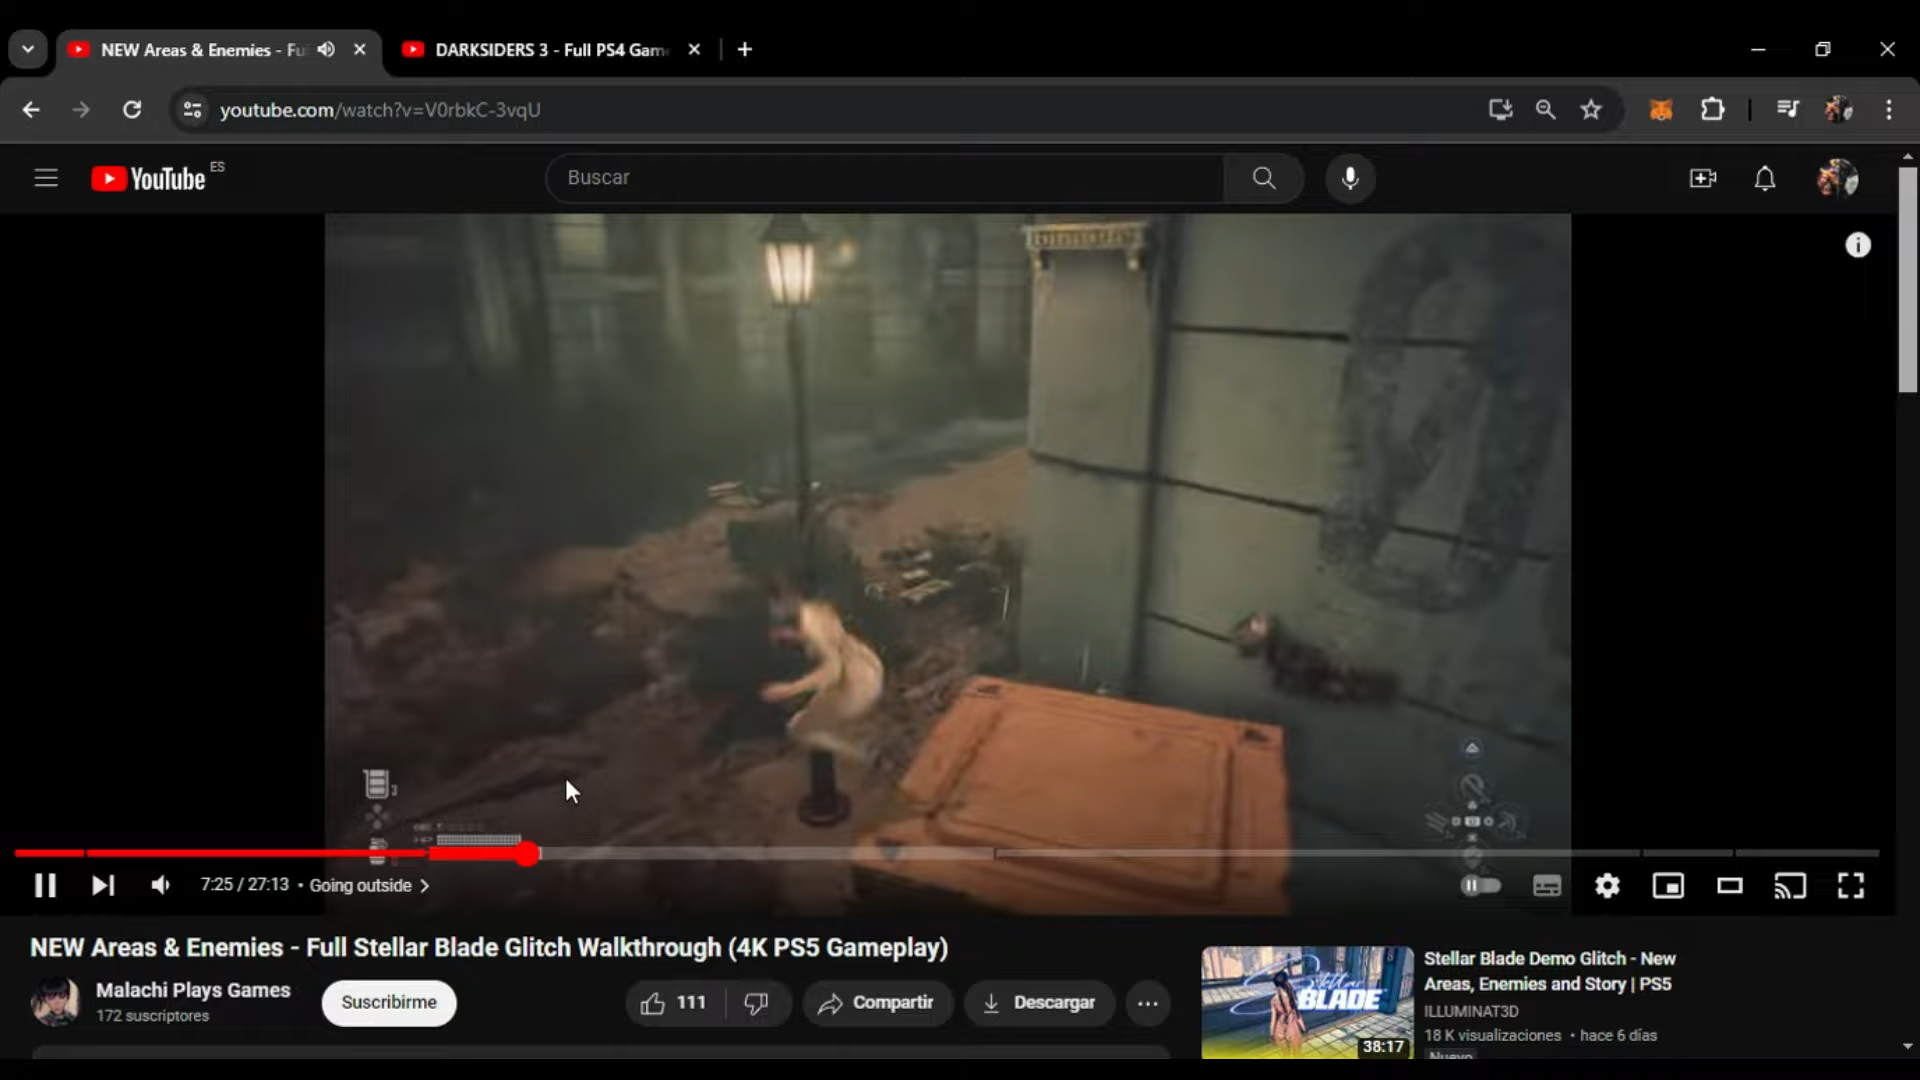 NEW Areas & Enemies - Fu
DARKSIDERS 3 - Full PS4 Gam
youtube.com/watch?v=V0rbkC-3vqU
YouTube ES
Buscar
3
7:25 / 27:13 • Going outside
NEW Areas & Enemies - Full Stellar Blade Glitch Walkthrough (4K PS5 Gameplay)
Malachi Plays Games
172 suscriptores
Suscribirme
111
Compartir
Descargar
STELLAR BLADE
38:17
Stellar Blade Demo Glitch - New
Areas, Enemies and Story | PS5
ILLUMINAT3D
18 K visualizaciones • hace 6 días
Nuevo